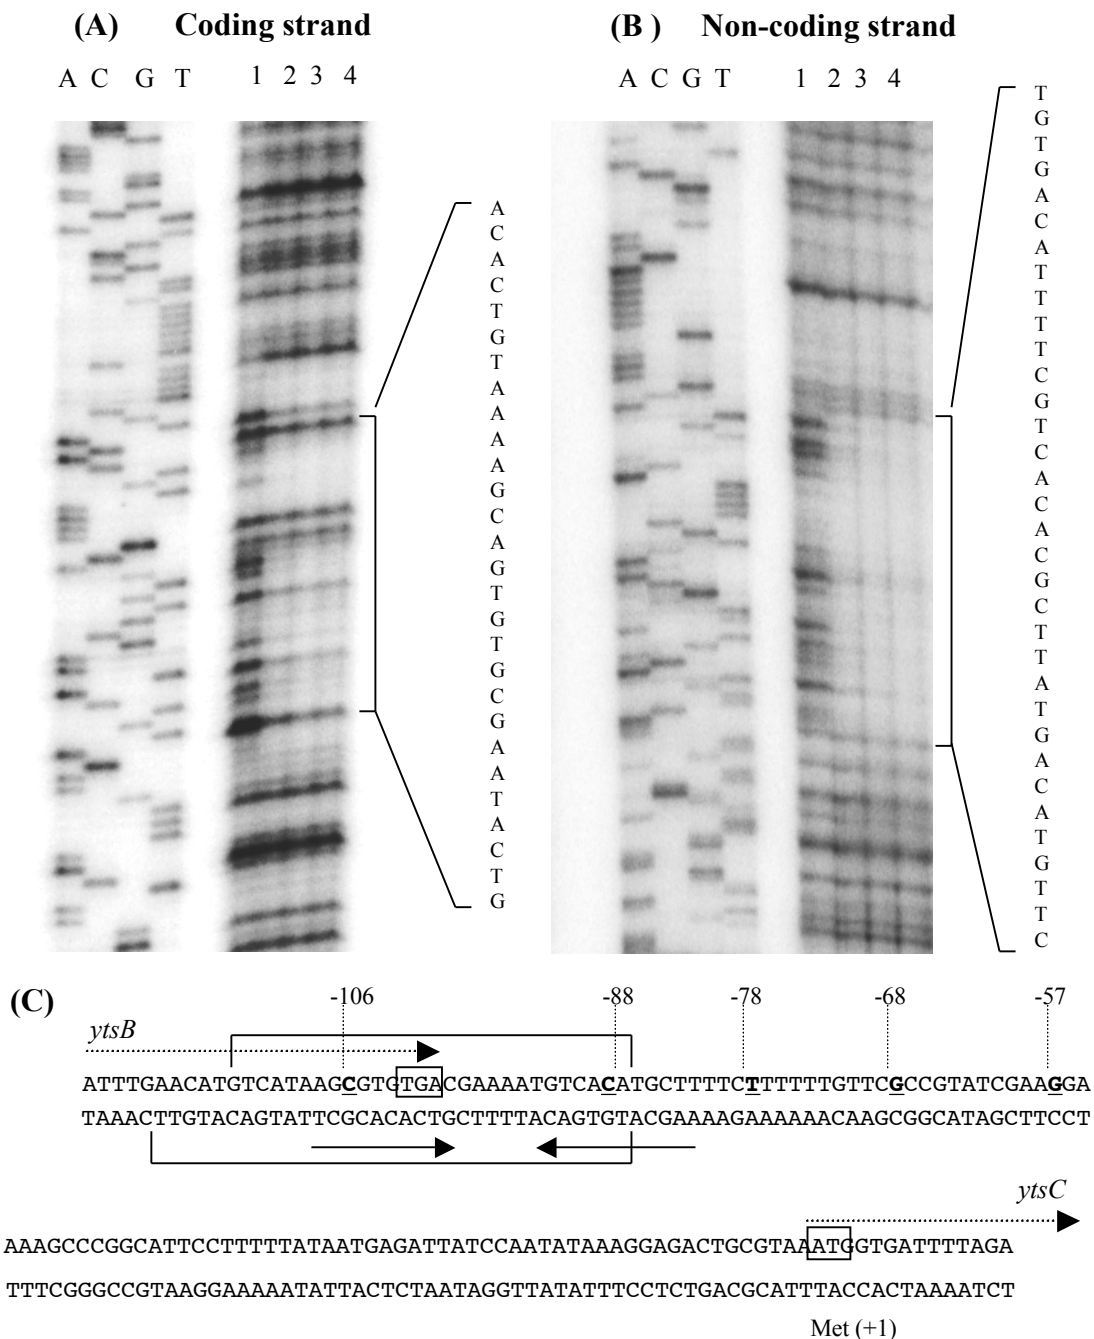 (A) Coding strand
A C G T 1 2 3 4
A
C
A
C
T
G
T
A
A
A
A
G
C
A
G
T
G
T
G
C
G
A
A
T
A
C
T
G
(B ) Non-coding strand
A C G T 1 2 3 4
T
G
T
G
A
C
A
T
T
T
T
C
G
T
C
A
C
A
C
G
C
T
T
A
T
G
A
C
A
T
G
T
T
C
(C)
-106 -88 -78 -68 -57
ytsB
ATTTGAACATGTCATAAGCGTGTGACGAAAATGTCACATGCTTTTCTTTTTTGTTCGCCGTATCGAAGGA
TAAACTTGTACAGTATTCGCACACTGCTTTTACAGTGTACGAAAAGAAAAAACAAGCGGCATAGCTTCCT
ytsC
AAAGCCCGGCATTCCTTTTTATAATGAGATTATCCAATATAAAGGAGACTGCGTAAATGGTGATTTTAGA
TTTCGGGCCGTAAGGAAAAATATTACTCTAATAGGTTATATTTCCTCTGACGCATTTACCACTAAAATCT
Met (+1)